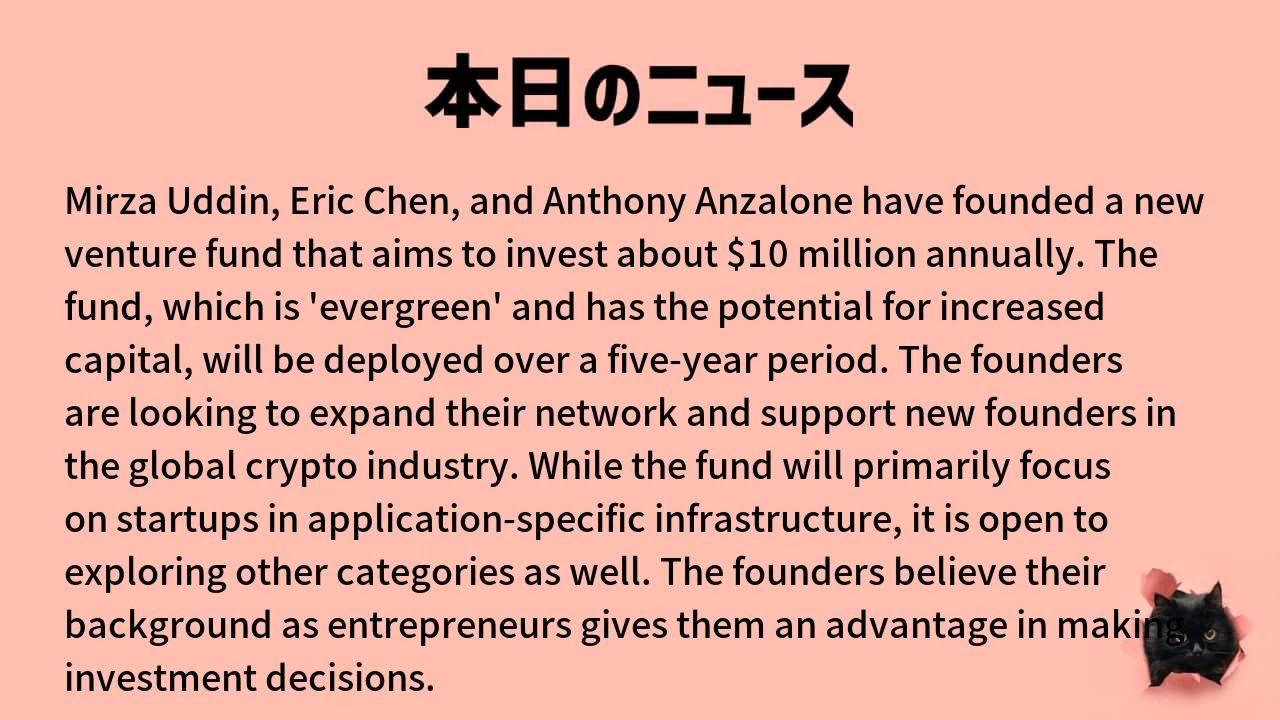 本日のニュース
Mirza Uddin, Eric Chen, and Anthony Anzalone have founded a new
venture fund that aims to invest about $10 million annually. The
fund, which is 'evergreen' and has the potential for increased
capital, will be deployed over a five-year period. The founders
are looking to expand their network and support new founders in
the global crypto industry. While the fund will primarily focus
on startups in application-specific infrastructure, it is open to
exploring other categories as well. The founders believe their
background as entrepreneurs gives them an advantage in making
investment decisions.